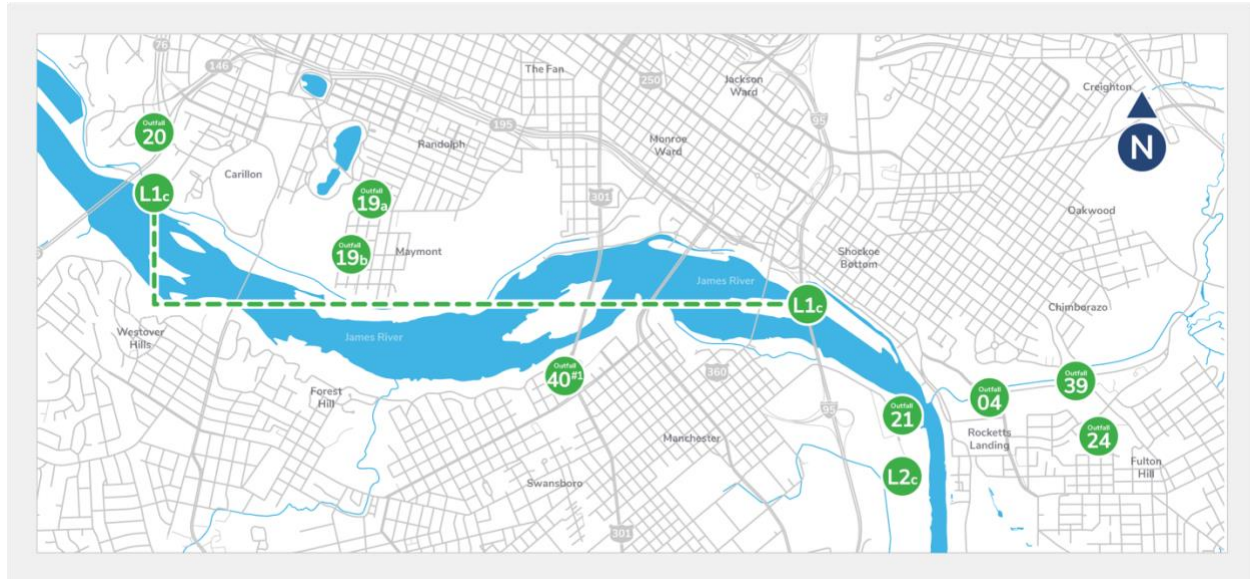 76
146
The Fan
250
Jackson
Ward
Creighton
95
N
Outfall
20
195
Randolph
Monroe
Ward
Carillon
L1c
Outfall
19a
301
Oakwood
Outfall
19b
Maymont
Shockoe
Bottom
James River
L1c
Chimborazo
Westover
Hills
James River
Outfall
40#1
360
Outfall
39
Forest
Hill
Outfall
04
95
Outfall
21
Manchester
Rocketts
Landing
Outfall
24
Fulton
Hill
Swansboro
L2c
301